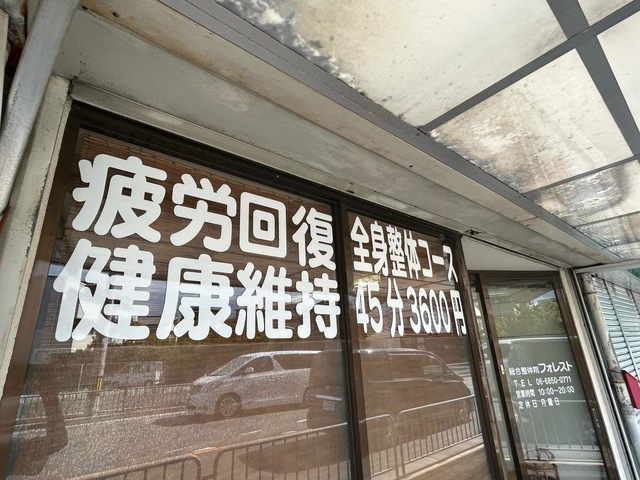 疲労回復
健康維持
全身整体コース
45分3600円
総合整体院フォレスト
TEL 06-6850-0771
営業時間 10:00〜20:00
定休日 月曜日